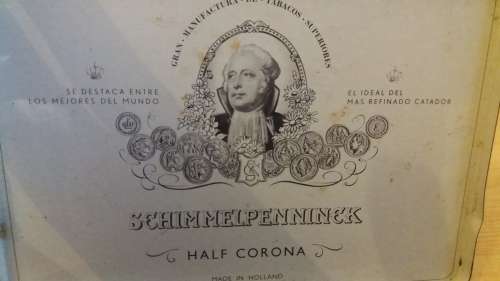 GRAN · MANUFACTURA · DE · TABACOS · SUPERIORES
SE DESTACA ENTRE
LOS MEJORES DEL MUNDO
EL IDEAL DEL
MAS REFINADO CATADOR
SCHIMMELPENNINCK
HALF CORONA
MADE IN HOLLAND